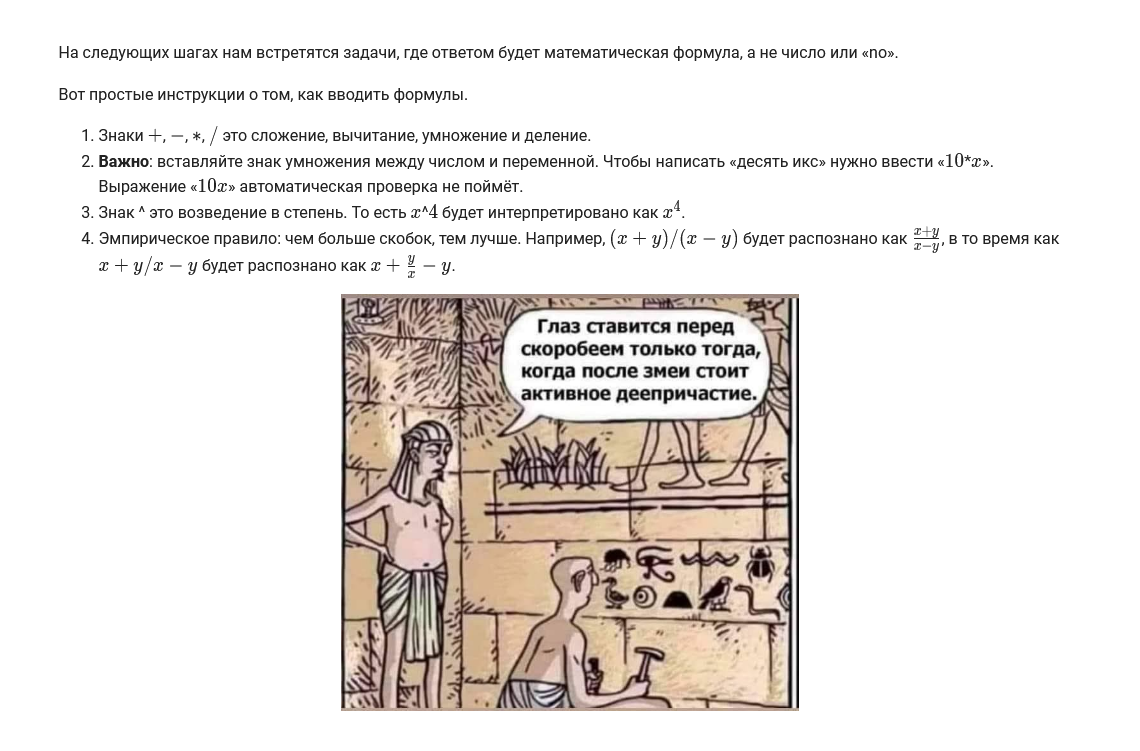 На следующих шагах нам встретятся задачи, где ответом будет математическая формула, а не число или «no».
Вот простые инструкции о том, как вводить формулы.
1. Знаки +, −, *, / это сложение, вычитание, умножение и деление.
2. Важно: вставляйте знак умножения между числом и переменной. Чтобы написать «десять икс» нужно ввести «10*x».
Выражение «10x» автоматическая проверка не поймёт.
3. Знак ^ это возведение в степень. То есть x^4 будет интерпретировано как x⁴.
4. Эмпирическое правило: чем больше скобок, тем лучше. Например, (x + y)/(x − y) будет распознано как \frac{x+y}{x−y}, в то время как
x + y/x − y будет распознано как x + \frac{y}{x} − y.
Глаз ставится перед
скоробеем только тогда,
когда после змеи стоит
активное деепричастие.